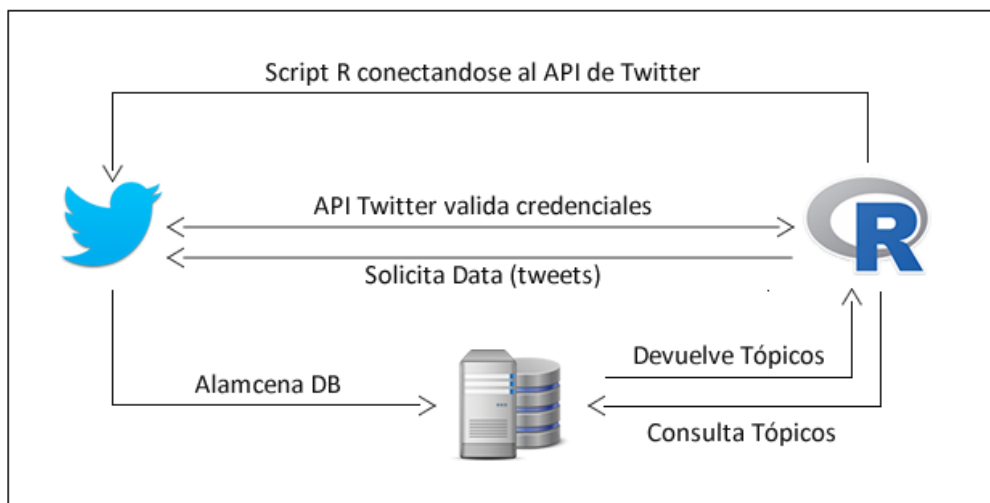 Script R conectandose al API de Twitter
API Twitter valida credenciales
R
Solicita Data (tweets)
Devuelve Tópicos
Alamcena DB
Consulta Tópicos